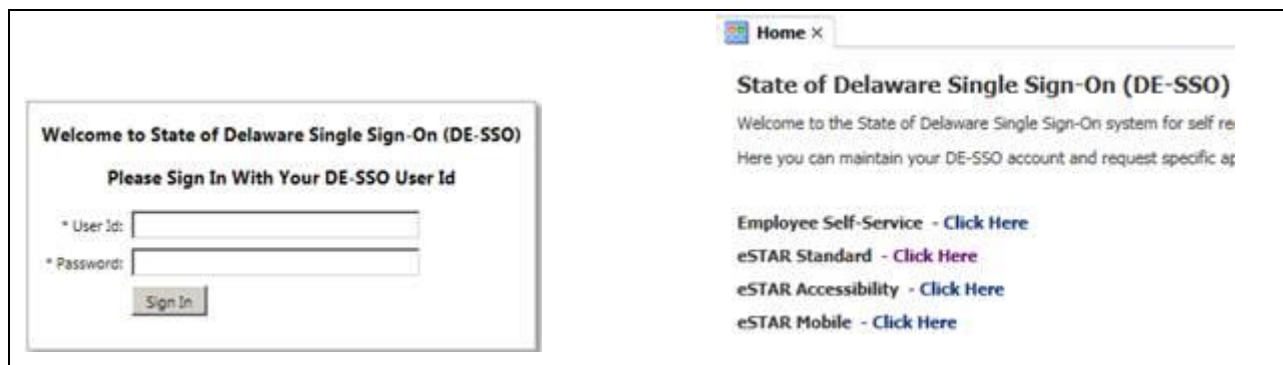 Welcome to State of Delaware Single Sign-On (DE-SSO)
Please Sign In With Your DE-SSO User Id
* User Id:
* Password:
Sign In
Home ×
State of Delaware Single Sign-On (DE-SSO)
Welcome to the State of Delaware Single Sign-On system for self
Here you can maintain your DE-SSO account and request specific
Employee Self-Service - Click Here
eSTAR Standard - Click Here
eSTAR Accessibility - Click Here
eSTAR Mobile - Click Here